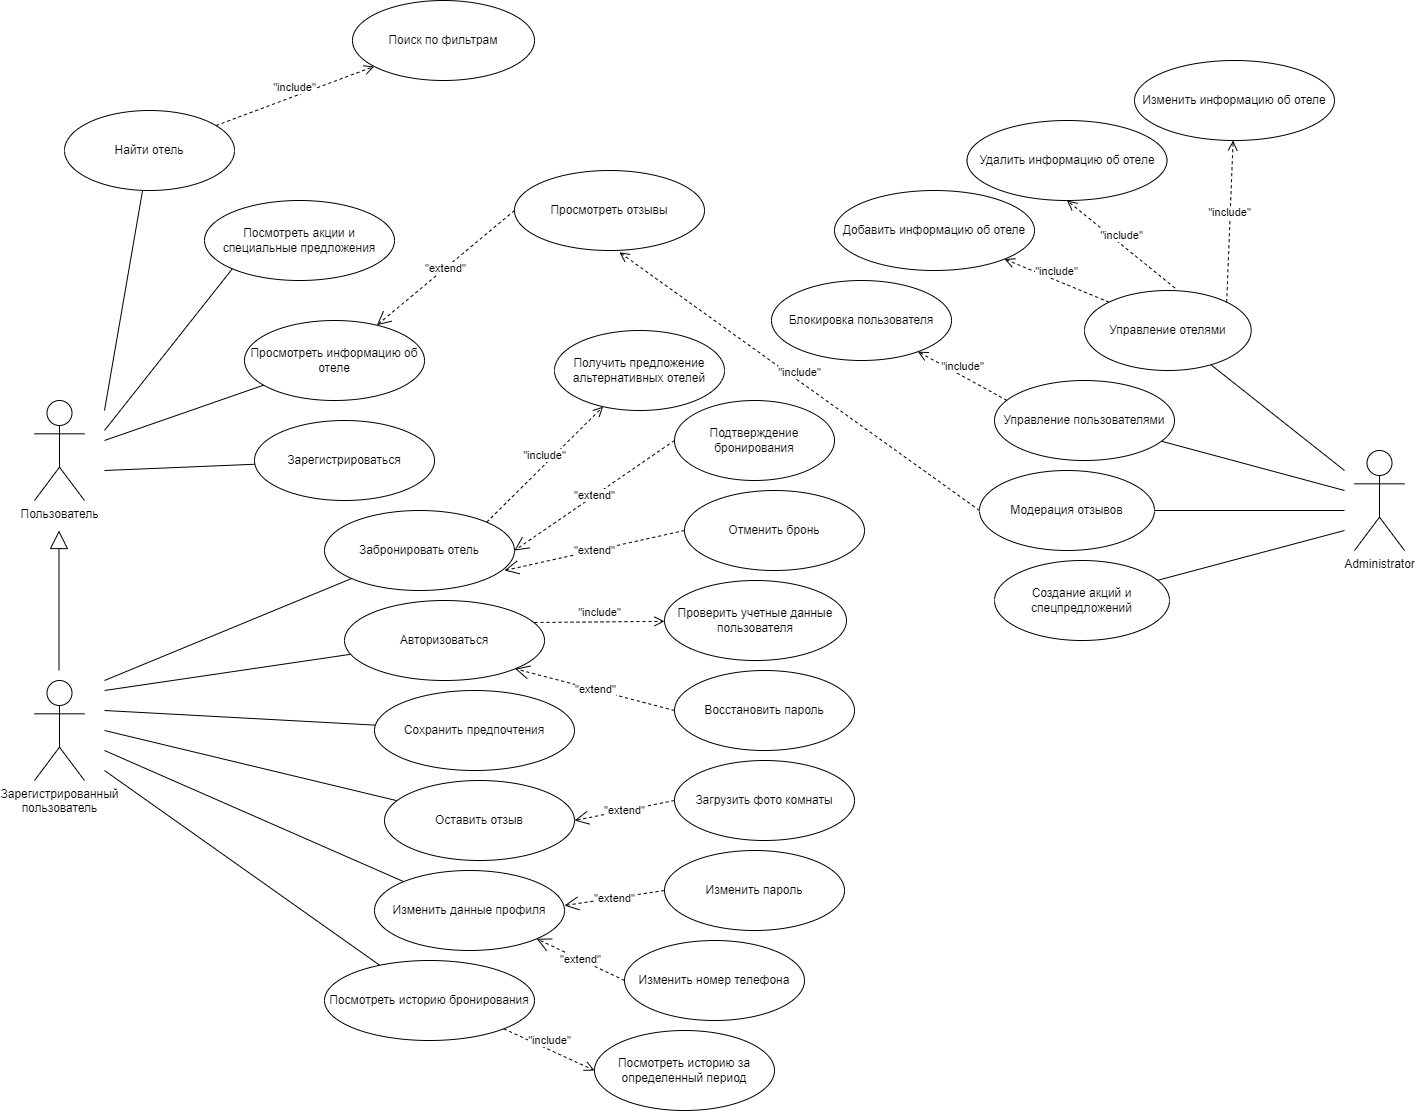 Поиск по фильтрам
"include"
Найти отель
Изменить информацию об отеле
Удалить информацию об отеле
"include"
Добавить информацию об отеле
"include"
"include"
Управление отелями
Просмотреть отзывы
Посмотреть акции и
специальные предложения
"extend"
Просмотреть информацию об
отеле
Блокировка пользователя
"include"
Управление пользователями
"include"
Получить предложение
альтернативных отелей
"include"
Подтверждение
бронирования
Зарегистрироваться
Пользователь
"extend"
Модерация отзывов
Administrator
Отменить бронь
"extend"
Забронировать отель
Создание акций и
спецпредложений
"include"
Проверить учетные данные
пользователя
Авторизоваться
"extend"
Восстановить пароль
Сохранить предпочтения
Зарегистрированный
пользователь
Загрузить фото комнаты
"extend"
Оставить отзыв
Изменить пароль
"extend"
Изменить данные профиля
"extend"
Изменить номер телефона
Посмотреть историю бронирования
"include"
Посмотреть историю за
определенный период